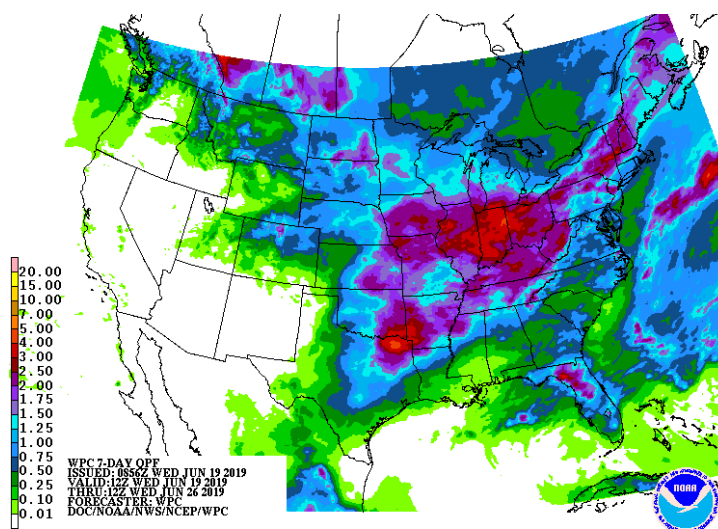 20.00
15.00
10.00
7.00
5.00
4.00
3.00
2.50
2.00
1.75
1.50
1.25
1.00
0.75
0.50
0.25
0.10
0.01
WPC 7-DAY QPF
ISSUED: 0856Z WED JUN 19 2019
VALID:12Z WED JUN 19 2019
THRU:12Z WED JUN 26 2019
FORECASTER: WPC
DOC/NOAA/NWS/NCEP/WPC
NOAA